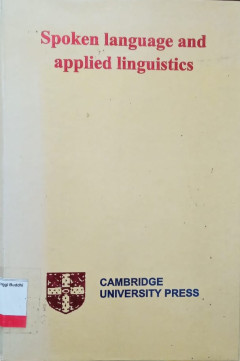 Spoken language and
applied linguistics
CAMBRIDGE
UNIVERSITY PRESS